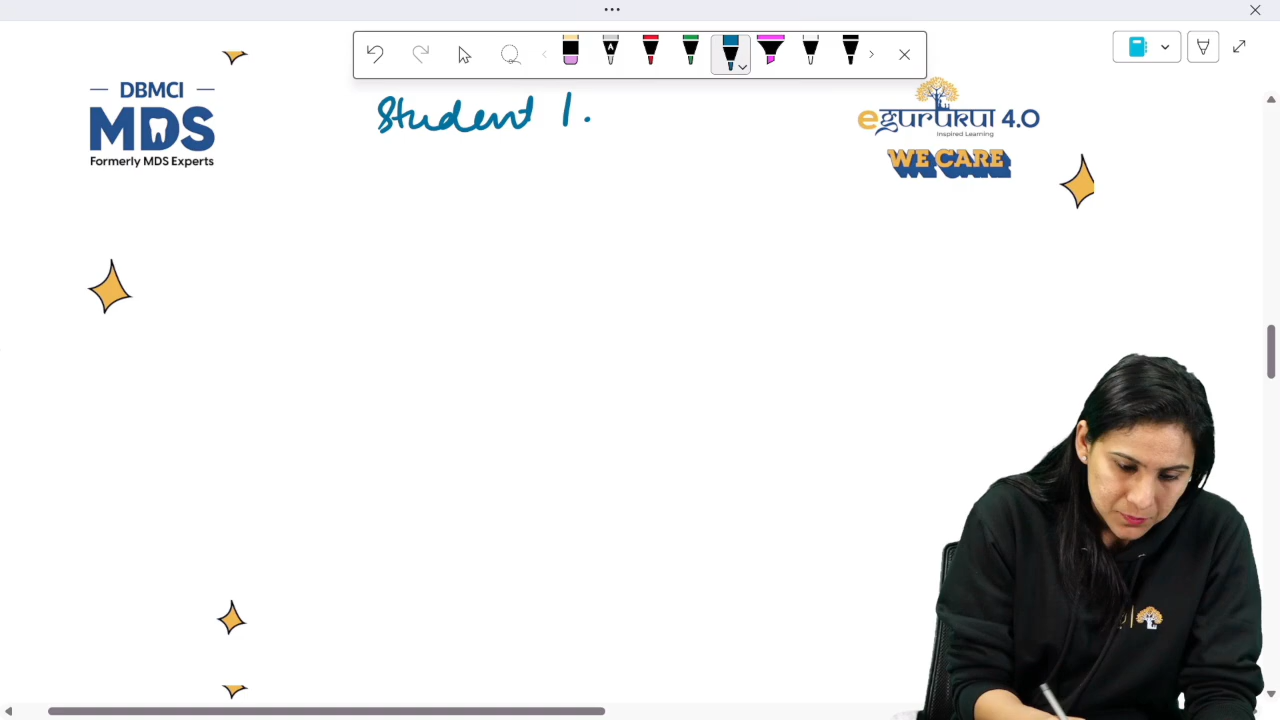 DBMCI
MDS
Formerly MDS Experts
Student 1.
eGURUKUL 4.0
Inspired Learning
WE CARE